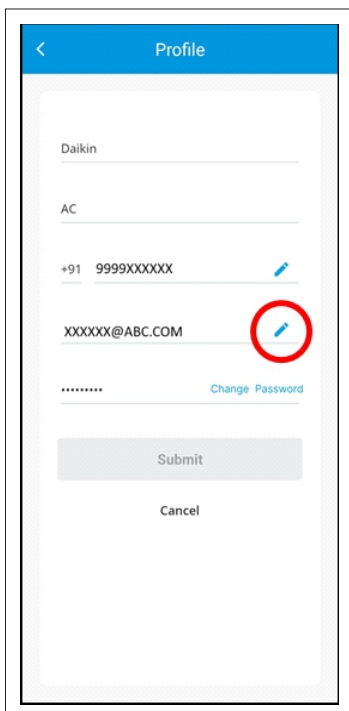 Profile
Daikin
AC
+91 9999XXXXXX
XXXXXX@ABC.COM
......... Change Password
Submit
Cancel